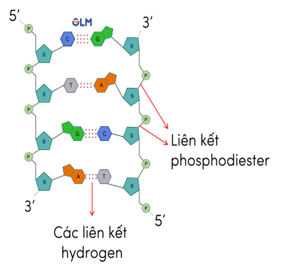 5’
OLM
3’
P
P
S
C
G
S
P
P
S
T
A
S
P
P
S
G
C
S
P
P
S
A
T
S
P
3’
5’
Liên kết
phosphodiester
Các liên kết
hydrogen